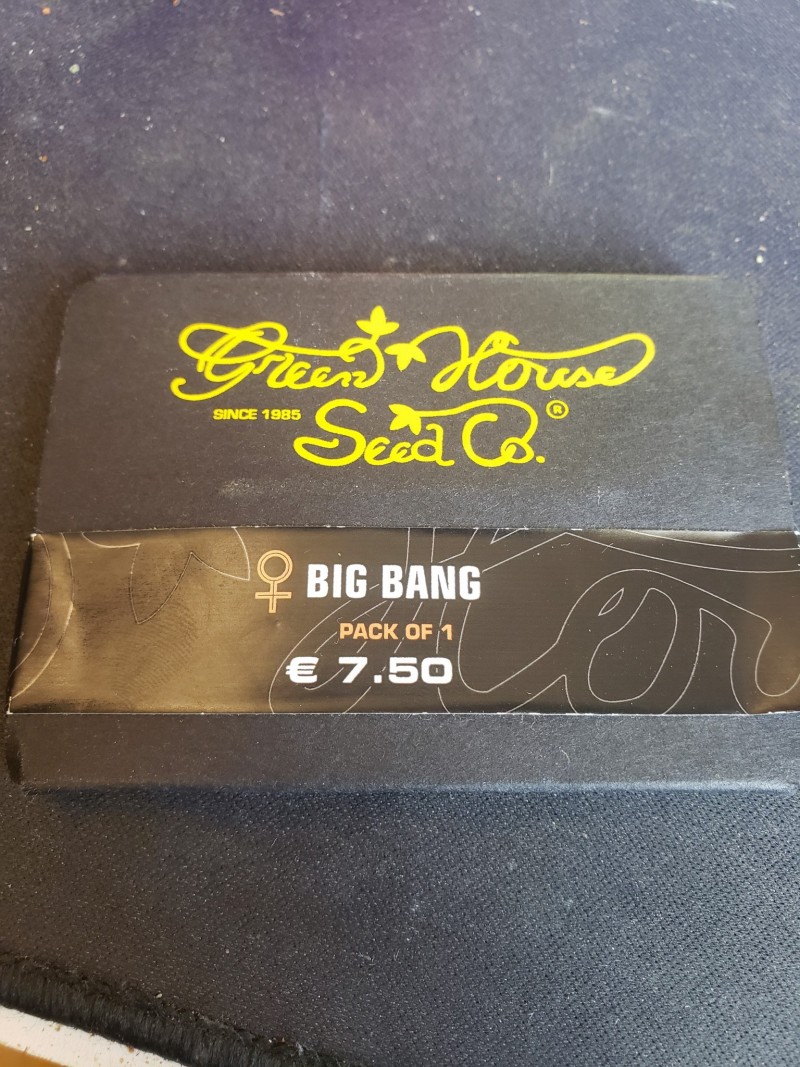 Green House
SINCE 1985
Seed Co.®
♀ BIG BANG
PACK OF 1
€ 7.50